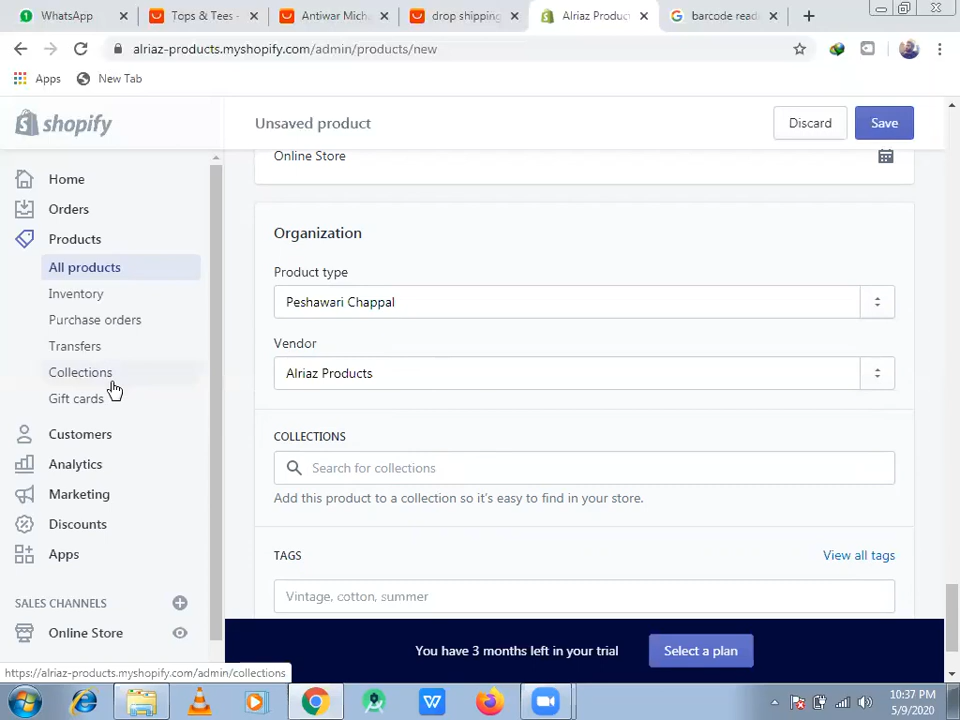 WhatsApp
Tops & Tees -
Antiwar Mich
drop shipping
Alriaz Produc
barcode read
alriaz-products.myshopify.com/admin/products/new
Apps
New Tab
shopify
Unsaved product
Discard
Save
Home
Orders
Products
All products
Inventory
Purchase orders
Transfers
Collections
Gift cards
Customers
Analytics
Marketing
Discounts
Apps
SALES CHANNELS
Online Store
Online Store
Organization
Product type
Peshawari Chappal
Vendor
Alriaz Products
COLLECTIONS
Search for collections
Add this product to a collection so it's easy to find in your store.
TAGS
View all tags
Vintage, cotton, summer
You have 3 months left in your trial
Select a plan
https://alriaz-products.myshopify.com/admin/collections
10:37 PM
5/9/2020